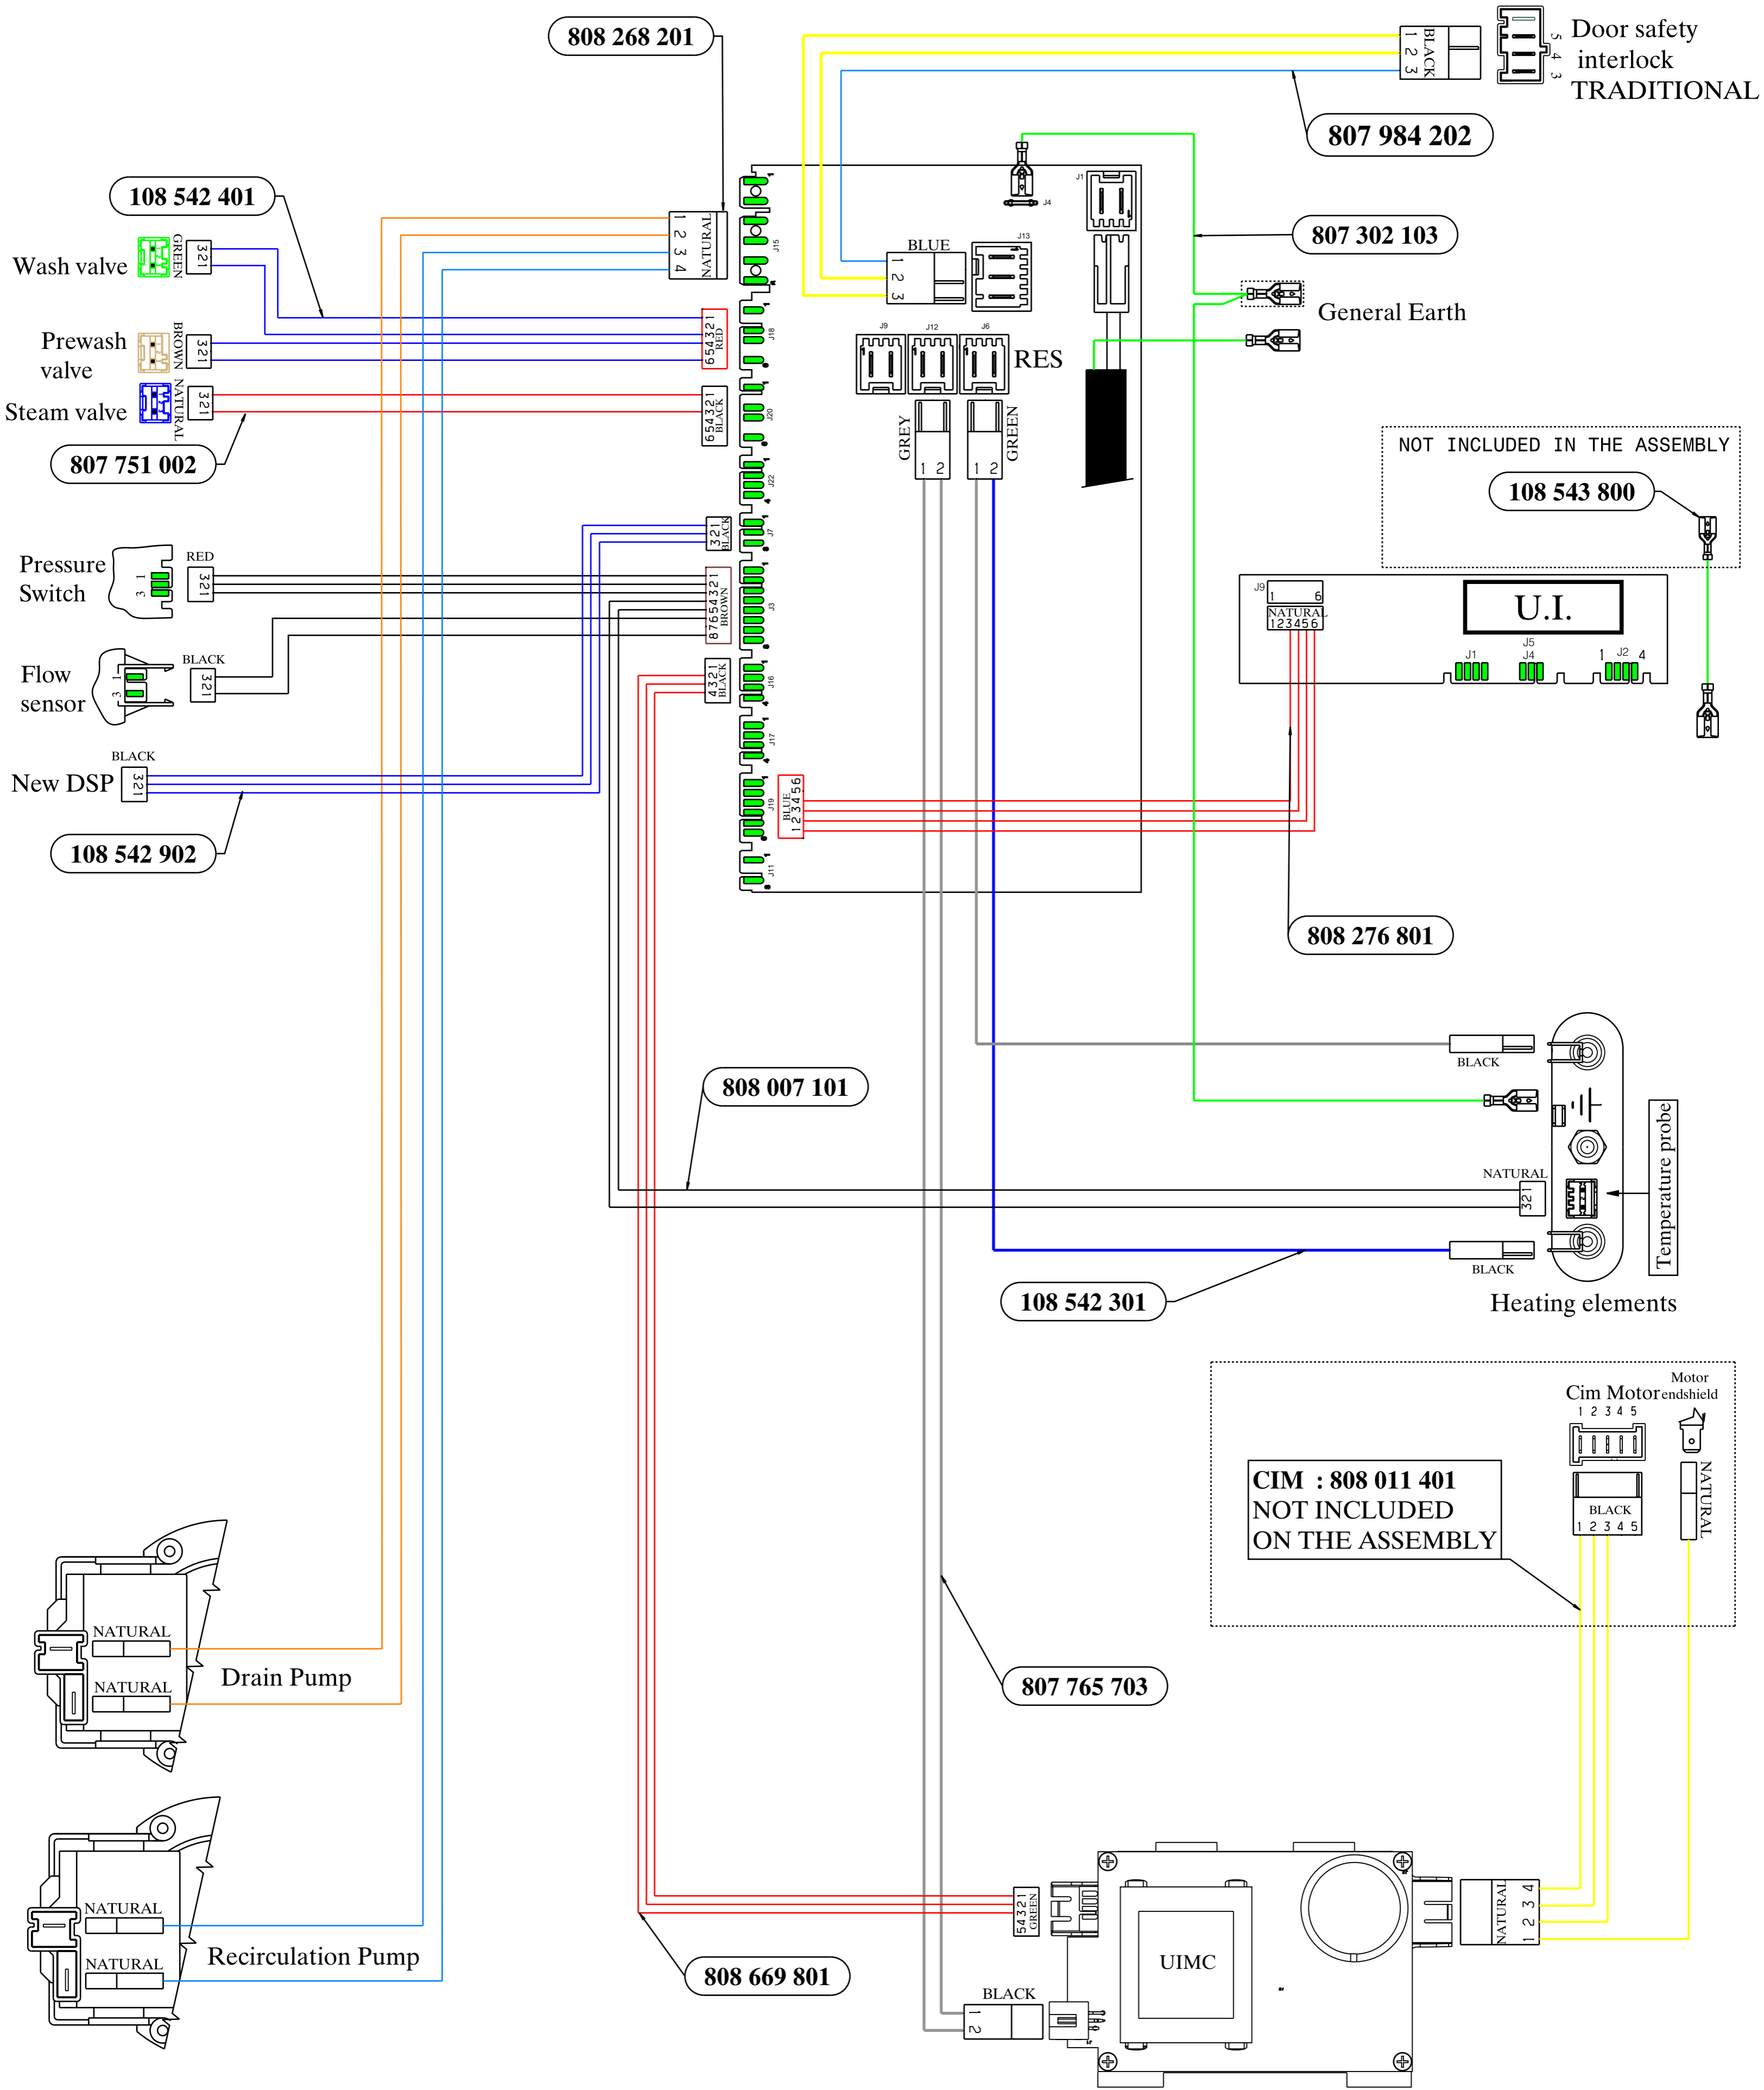 808 268 201
Door safety
interlock
TRADITIONAL
1
2
3
BLACK
5
4
3
807 984 202
108 542 401
Wash valve
GREEN
321
1
2
3
4
NATURAL
J15
J4
J1
807 302 103
BLUE
1
2
3
J13
General Earth
Prewash
valve
BROWN
321
654321
RED
J18
J9
J12
J6
RES
Steam valve
NATURAL
321
654321
BLACK
J20
807 751 002
GREY
1 2
GREEN
1 2
J22
NOT INCLUDED IN THE ASSEMBLY
108 543 800
321
BLACK
J7
Pressure
Switch
1
3
RED
321
87654321
BROWN
J3
J9
1 6
NATURAL
123456
U.I.
J1
J5
J4
1 J2 4
Flow
sensor
1
3
BLACK
321
4321
BLACK
J16
J17
New DSP
BLACK
321
J19
BLUE
123456
108 542 902
J11
808 276 801
BLACK
808 007 101
Temperature probe
NATURAL
321
BLACK
108 542 301
Heating elements
Cim Motor
Motor
endshield
1 2 3 4 5
CIM : 808 011 401
NOT INCLUDED
ON THE ASSEMBLY
BLACK
1 2 3 4 5
NATURAL
NATURAL
NATURAL
Drain Pump
807 765 703
NATURAL
NATURAL
Recirculation Pump
54321
GREEN
808 669 801
UIMC
NATURAL
1 2 3 4
BLACK
1
2